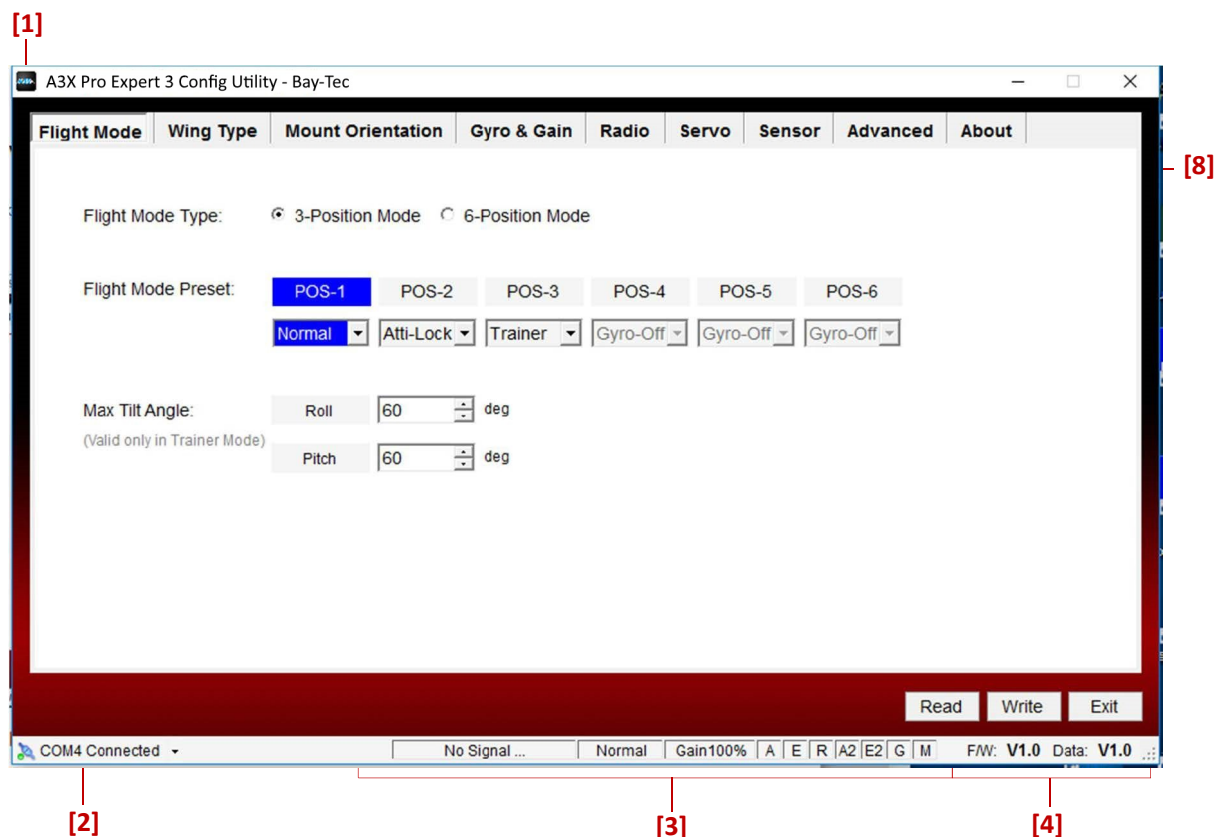 [1]
A3X Pro Expert 3 Config Utility - Bay-Tec
Flight Mode Wing Type Mount Orientation Gyro & Gain Radio Servo Sensor Advanced About
[8]
Flight Mode Type: 3-Position Mode 6-Position Mode
Flight Mode Preset: POS-1 POS-2 POS-3 POS-4 POS-5 POS-6
Normal Atti-Lock Trainer Gyro-Off Gyro-Off Gyro-Off
Max Tilt Angle: Roll 60 deg
(Valid only in Trainer Mode)
Pitch 60 deg
Read Write Exit
COM4 Connected No Signal ... Normal Gain100% A E R A2 E2 G M F/W: V1.0 Data: V1.0
[2] [3] [4]